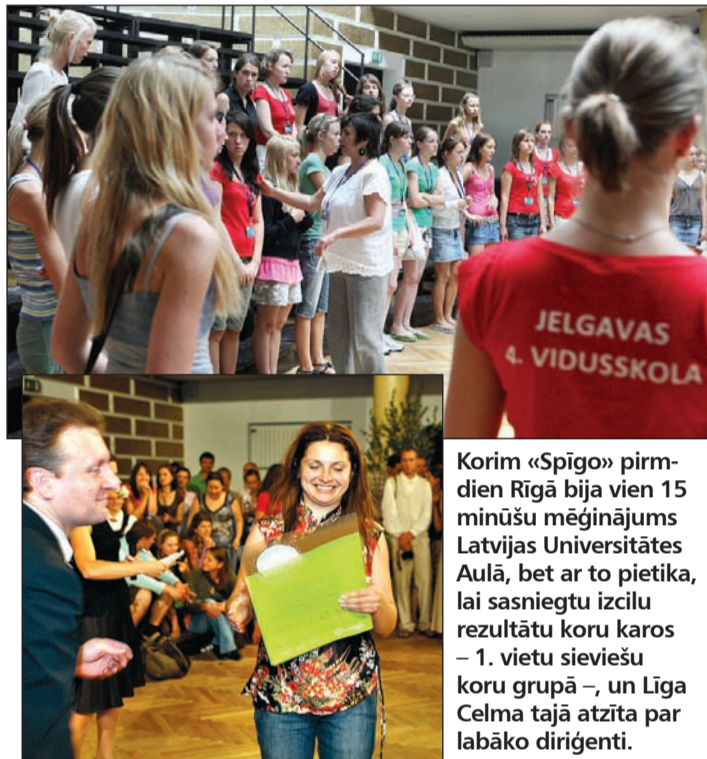 JELGAVAS
4. VIDUSSKOLA
Korim «Spīgo» pirm-
dien Rīgā bija vien 15
minūšu mēģinājums
Latvijas Universitātes
Aulā, bet ar to pietika,
lai sasniegtu izcilu
rezultātu koru karos
– 1. vietu sieviešu
koru grupā –, un Līga
Celma tajā atzīta par
labāko diriģenti.